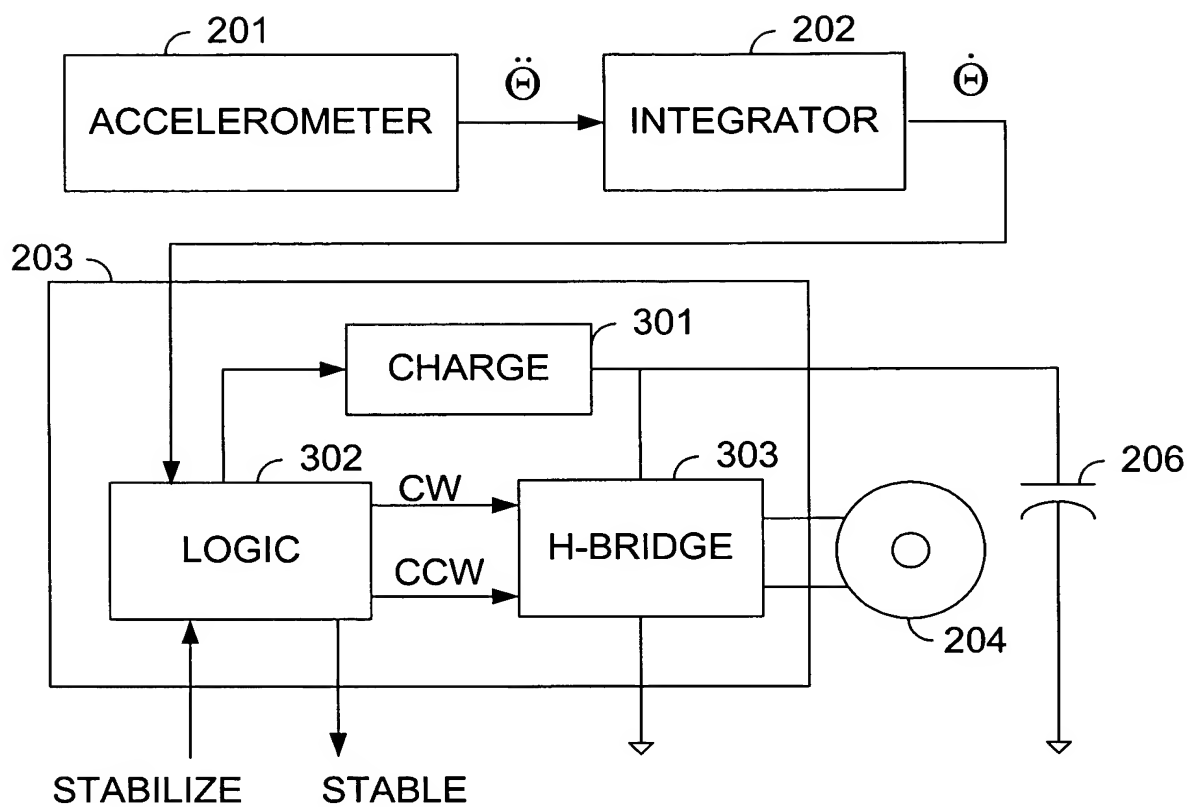 201
202
ACCELEROMETER
Θ̈
INTEGRATOR
Θ̇
203
301
CHARGE
302
303
206
CW
LOGIC
H-BRIDGE
CCW
204
STABILIZE
STABLE